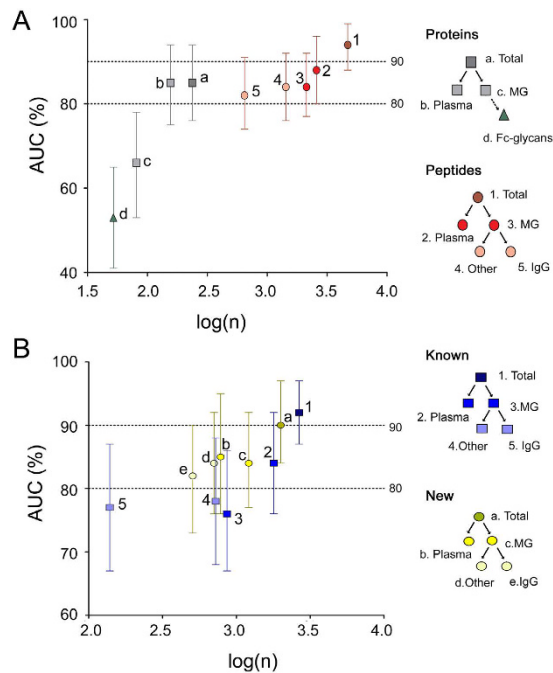 A
AUC (%)
100
80
60
40
1.5 2.0 2.5 3.0 3.5 4.0
log(n)
90
80
d
c
b
a
5
4
3
2
1
Proteins
a. Total
b. Plasma
c. MG
d. Fc-glycans
Peptides
1. Total
2. Plasma
3. MG
4. Other
5. IgG
B
AUC (%)
100
90
80
70
60
2.0 2.5 3.0 3.5 4.0
log(n)
90
80
5
e
d
b
4
3
c
2
a
1
Known
1. Total
2. Plasma
3.MG
4.Other
5. IgG
New
a. Total
b. Plasma
c.MG
d.Other
e.IgG